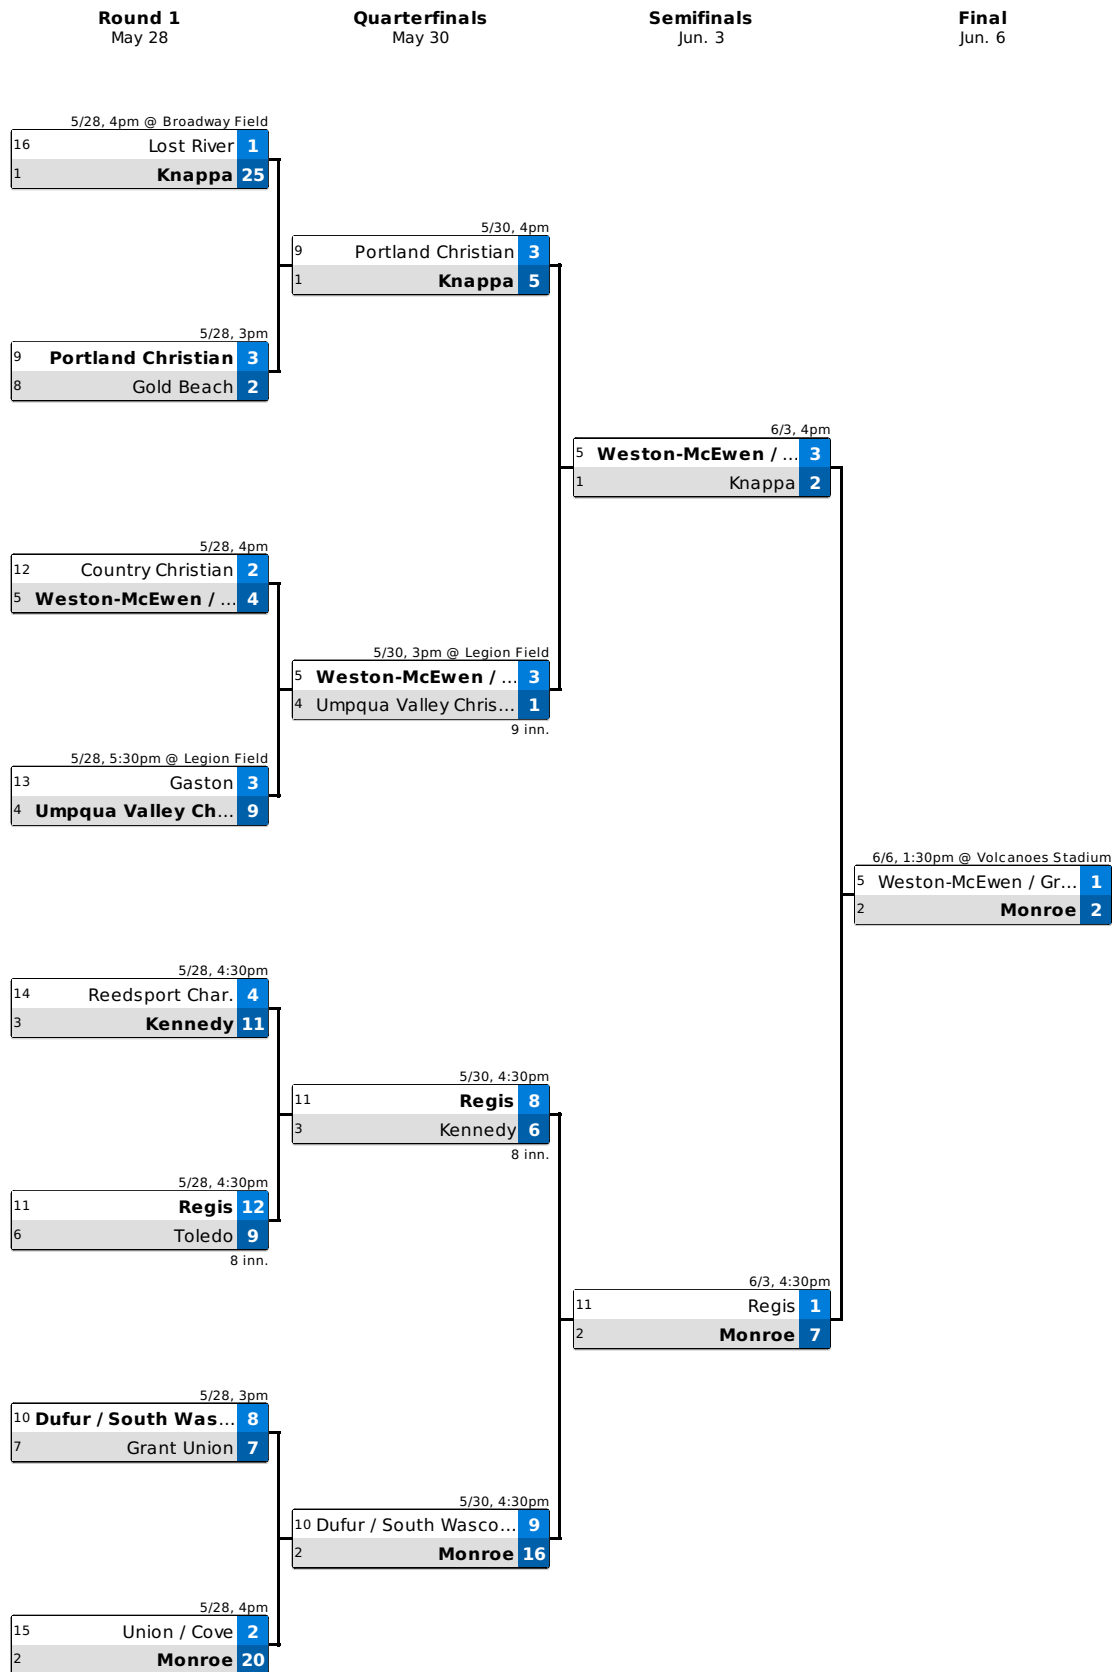 Round 1
May 28
Quarterfinals
May 30
Semifinals
Jun. 3
Final
Jun. 6
5/28, 4pm @ Broadway Field
16 Lost River 1
1 Knappa 25
5/28, 3pm
9 Portland Christian 3
8 Gold Beach 2
5/28, 4pm
12 Country Christian 2
5 Weston-McEwen / ... 4
5/28, 5:30pm @ Legion Field
13 Gaston 3
4 Umpqua Valley Ch... 9
5/28, 4:30pm
14 Reedsport Char. 4
3 Kennedy 11
5/28, 4:30pm
11 Regis 12
6 Toledo 9
8 inn.
5/28, 3pm
10 Dufur / South Was... 8
7 Grant Union 7
5/28, 4pm
15 Union / Cove 2
2 Monroe 20
5/30, 4pm
9 Portland Christian 3
1 Knappa 5
5/30, 3pm @ Legion Field
5 Weston-McEwen / ... 3
4 Umpqua Valley Chris... 1
9 inn.
5/30, 4:30pm
11 Regis 8
3 Kennedy 6
8 inn.
5/30, 4:30pm
10 Dufur / South Wasco... 9
2 Monroe 16
6/3, 4pm
5 Weston-McEwen / ... 3
1 Knappa 2
6/3, 4:30pm
11 Regis 1
2 Monroe 7
6/6, 1:30pm @ Volcanoes Stadium
5 Weston-McEwen / Gr... 1
2 Monroe 2